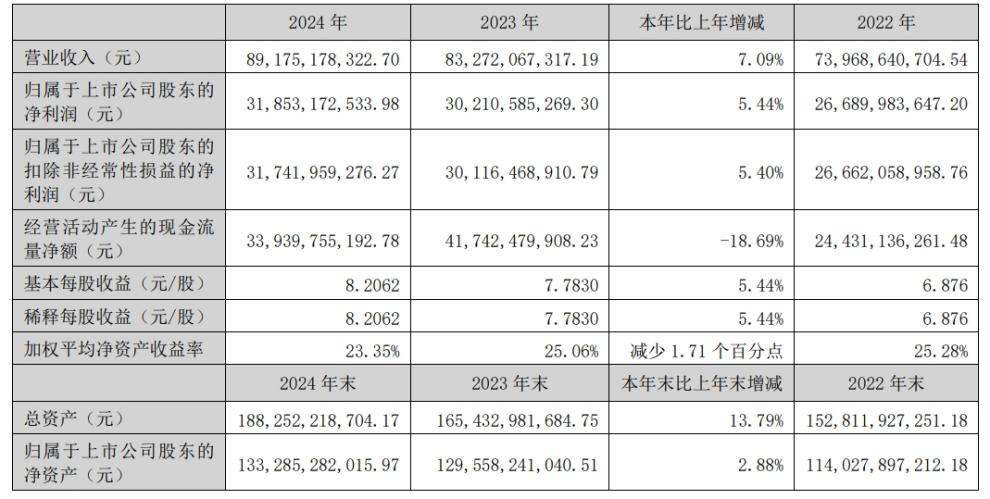 2024 年 2023 年 本年比上年增减 2022 年
营业收入（元） 89,175,178,322.70 83,272,067,317.19 7.09% 73,968,640,704.54
归属于上市公司股东的
净利润（元） 31,853,172,533.98 30,210,585,269.30 5.44% 26,689,983,647.20
归属于上市公司股东的
扣除非经常性损益的净
利润（元） 31,741,959,276.27 30,116,468,910.79 5.40% 26,662,058,958.76
经营活动产生的现金流
量净额（元） 33,939,755,192.78 41,742,479,908.23 -18.69% 24,431,136,261.48
基本每股收益（元/股） 8.2062 7.7830 5.44% 6.876
稀释每股收益（元/股） 8.2062 7.7830 5.44% 6.876
加权平均净资产收益率 23.35% 25.06% 减少 1.71 个百分点 25.28%
2024 年末 2023 年末 本年末比上年末增减 2022 年末
总资产（元） 188,252,218,704.17 165,432,981,684.75 13.79% 152,811,927,251.18
归属于上市公司股东的
净资产（元） 133,285,282,015.97 129,558,241,040.51 2.88% 114,027,897,212.18